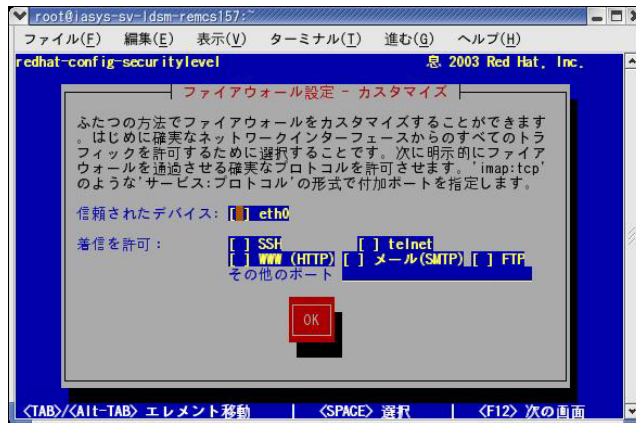 root@iasys-sv-ldsm-remcs157:~
ファイル(F) 編集(E) 表示(V) ターミナル(T) 進む(G) ヘルプ(H)
redhat-config-securitylevel 息 2003 Red Hat, Inc.
ファイアウォール設定 - カスタマイズ
ふたつの方法でファイアウォールをカスタマイズすることができます
。はじめに確実なネットワークインターフェースからのすべてのトラ
フィックを許可するために選択することです。次に明示的にファイア
ウォールを通過させる確実なプロトコルを許可させます。'imap:tcp'
のような'サービス:プロトコル'の形式で付加ポートを指定します。
信頼されたデバイス: [ ] eth0
着信を許可: [ ] SSH [ ] telnet
[ ] WWW (HTTP) [ ] メール(SMTP) [ ] FTP
その他のポート
OK
<TAB>/<Alt-TAB> エレメント移動 | <SPACE> 選択 | <F12> 次の画面